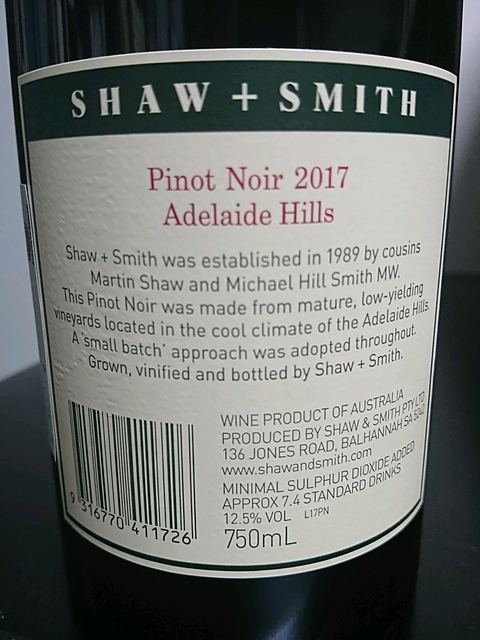 SHAW + SMITH
Pinot Noir 2017
Adelaide Hills
Shaw + Smith was established in 1989 by cousins
Martin Shaw and Michael Hill Smith MW.
This Pinot Noir was made from mature, low-yielding
vineyards located in the cool climate of the Adelaide Hills.
A 'small batch' approach was adopted throughout.
Grown, vinified and bottled by Shaw + Smith.
WINE PRODUCT OF AUSTRALIA
PRODUCED BY SHAW & SMITH PTY LTD
136 JONES ROAD, BALHANNAH SA 5242
www.shawandsmith.com
MINIMAL SULPHUR DIOXIDE ADDED
APPROX 7.4 STANDARD DRINKS
12.5% VOL L17PN
750mL
9 316770 411726